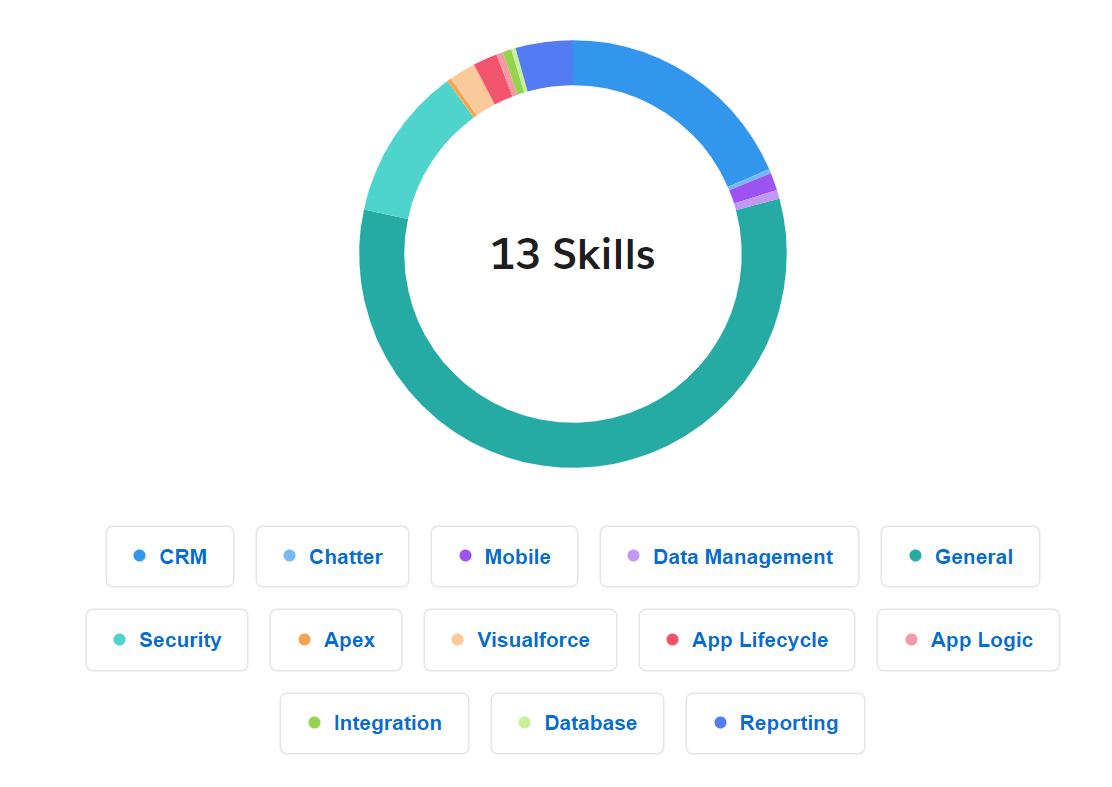 13 Skills
CRM Chatter Mobile Data Management General
Security Apex Visualforce App Lifecycle App Logic
Integration Database Reporting